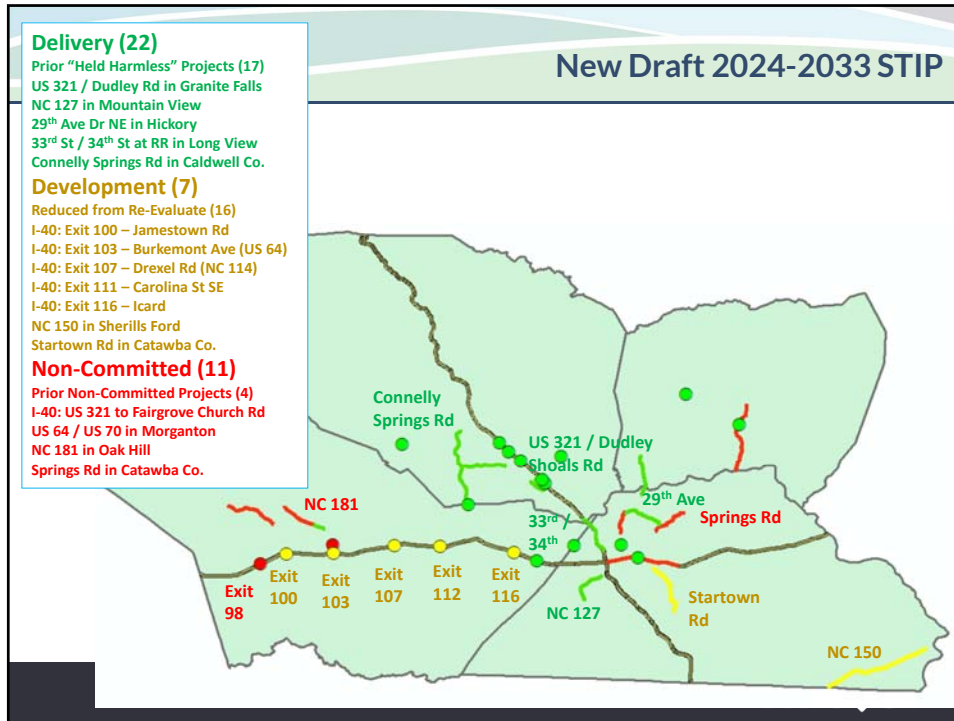 New Draft 2024-2033 STIP
Delivery (22)
Prior “Held Harmless” Projects (17)
US 321 / Dudley Rd in Granite Falls
NC 127 in Mountain View
29th Ave Dr NE in Hickory
33rd St / 34th St at RR in Long View
Connelly Springs Rd in Caldwell Co.
Development (7)
Reduced from Re-Evaluate (16)
I-40: Exit 100 – Jamestown Rd
I-40: Exit 103 – Burkemont Ave (US 64)
I-40: Exit 107 – Drexel Rd (NC 114)
I-40: Exit 111 – Carolina St SE
I-40: Exit 116 – Icard
NC 150 in Sherills Ford
Startown Rd in Catawba Co.
Non-Committed (11)
Prior Non-Committed Projects (4)
I-40: US 321 to Fairgrove Church Rd
US 64 / US 70 in Morganton
NC 181 in Oak Hill
Springs Rd in Catawba Co.
Connelly
Springs Rd
US 321 / Dudley
Shoals Rd
29th Ave
Springs Rd
NC 181
33rd /
34th
Exit
98
Exit
100
Exit
103
Exit
107
Exit
112
Exit
116
NC 127
Startown
Rd
NC 150